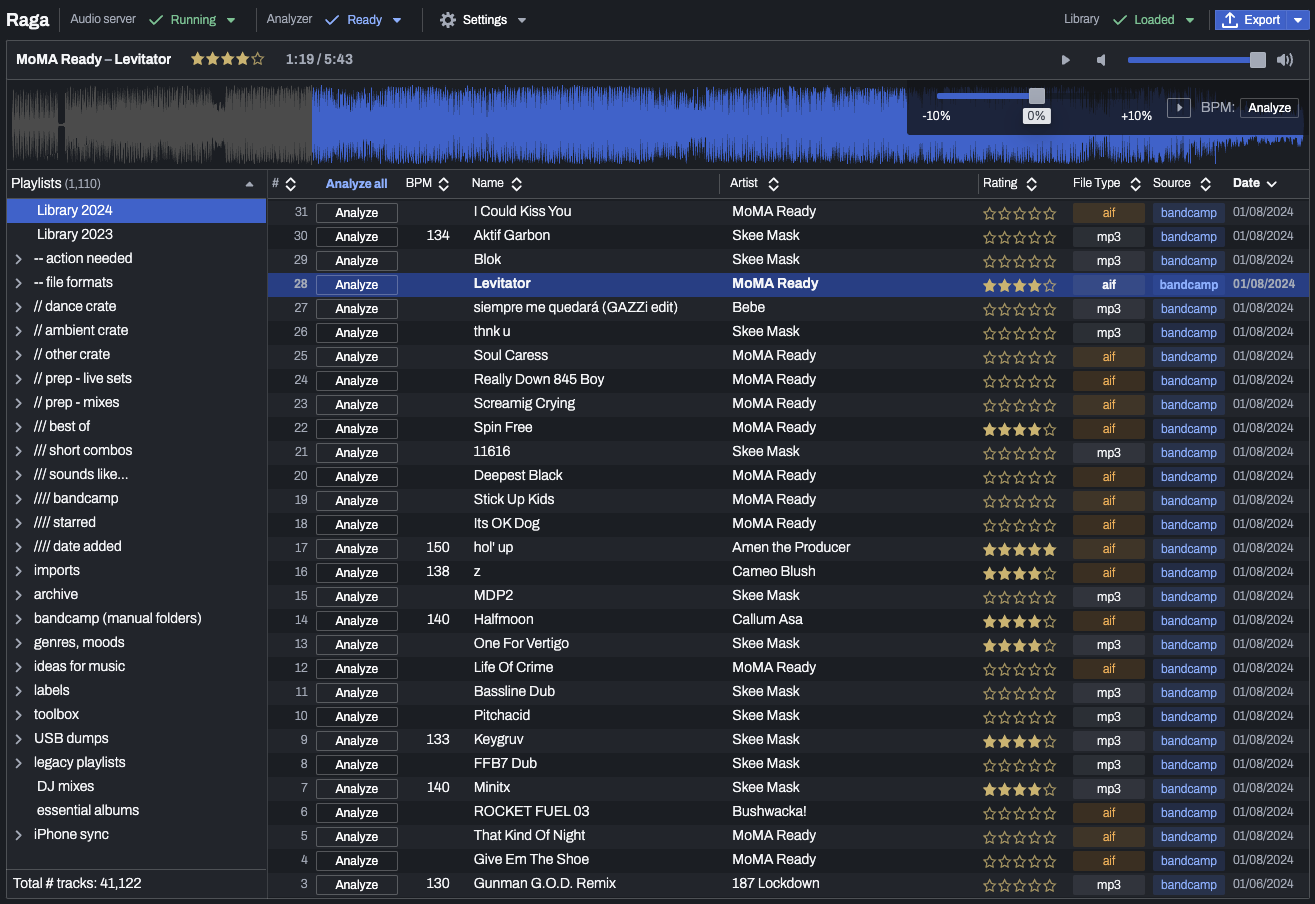 Raga Audio server Running Analyzer Ready Settings Library Loaded Export
MoMA Ready – Levitator 1:19 / 5:43
-10% 0% +10% BPM: Analyze
Playlists (1,110) # Analyze all BPM Name Artist Rating File Type Source Date
Library 2024
Library 2023
-- action needed
-- file formats
// dance crate
// ambient crate
// other crate
// prep - live sets
// prep - mixes
/// best of
/// short combos
/// sounds like...
//// bandcamp
//// starred
//// date added
imports
archive
bandcamp (manual folders)
genres, moods
ideas for music
labels
toolbox
USB dumps
legacy playlists
DJ mixes
essential albums
iPhone sync
Total # tracks: 41,122
31 Analyze I Could Kiss You MoMA Ready aif bandcamp 01/08/2024
30 Analyze 134 Aktif Garbon Skee Mask mp3 bandcamp 01/08/2024
29 Analyze Blok Skee Mask mp3 bandcamp 01/08/2024
28 Analyze Levitator MoMA Ready aif bandcamp 01/08/2024
27 Analyze siempre me quedará (GAZZi edit) Bebe mp3 bandcamp 01/08/2024
26 Analyze thnk u Skee Mask mp3 bandcamp 01/08/2024
25 Analyze Soul Caress MoMA Ready aif bandcamp 01/08/2024
24 Analyze Really Down 845 Boy MoMA Ready aif bandcamp 01/08/2024
23 Analyze Screamig Crying MoMA Ready aif bandcamp 01/08/2024
22 Analyze Spin Free MoMA Ready aif bandcamp 01/08/2024
21 Analyze 11616 Skee Mask mp3 bandcamp 01/08/2024
20 Analyze Deepest Black MoMA Ready aif bandcamp 01/08/2024
19 Analyze Stick Up Kids MoMA Ready aif bandcamp 01/08/2024
18 Analyze Its OK Dog MoMA Ready aif bandcamp 01/08/2024
17 Analyze 150 hol' up Amen the Producer aif bandcamp 01/08/2024
16 Analyze 138 z Cameo Blush aif bandcamp 01/08/2024
15 Analyze MDP2 Skee Mask mp3 bandcamp 01/08/2024
14 Analyze 140 Halfmoon Callum Asa aif bandcamp 01/08/2024
13 Analyze One For Vertigo Skee Mask mp3 bandcamp 01/08/2024
12 Analyze Life Of Crime MoMA Ready aif bandcamp 01/08/2024
11 Analyze Bassline Dub Skee Mask mp3 bandcamp 01/08/2024
10 Analyze Pitchacid Skee Mask mp3 bandcamp 01/08/2024
9 Analyze 133 Keygruv Skee Mask mp3 bandcamp 01/08/2024
8 Analyze FFB7 Dub Skee Mask mp3 bandcamp 01/08/2024
7 Analyze 140 Minitx Skee Mask mp3 bandcamp 01/08/2024
6 Analyze ROCKET FUEL 03 Bushwacka! aif bandcamp 01/08/2024
5 Analyze That Kind Of Night MoMA Ready aif bandcamp 01/08/2024
4 Analyze Give Em The Shoe MoMA Ready aif bandcamp 01/08/2024
3 Analyze 130 Gunman G.O.D. Remix 187 Lockdown mp3 bandcamp 01/06/2024